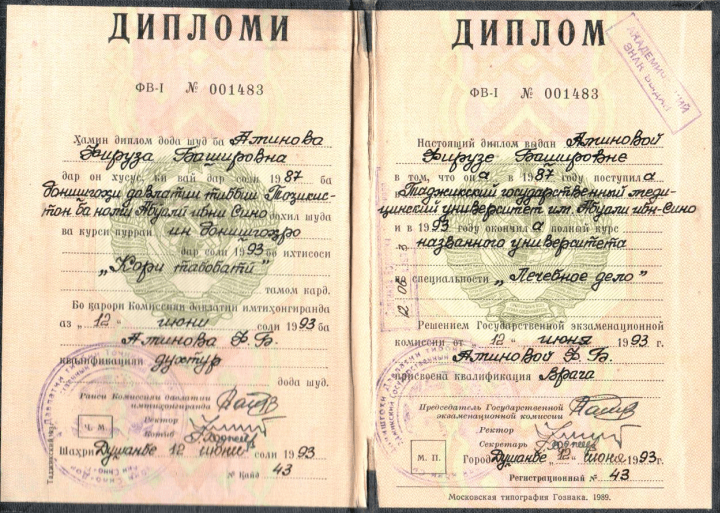 ДИПЛОМИ
ФВ-I № 001483
Ҳамин диплом дода шуд ба Аминова
Фируза Башировна
дар он хусус, ки вай дар соли 1987 ба
Донишгоҳи давлатии тиббии Тоҷикис-
тон ба номи Абуали ибни Сино дохил шуда
ва курси пурраи ин донишгоҳро
дар соли 1993 бо ихтисоси
„Кори табобатӣ"
тамом кард.
Бо қарори Комиссияи давлатии имтиҳонгиранда
аз „12" июни соли 1993 ба
Аминова Ф. Б.
квалификацияи духтур
дода шуд.
Раиси Комиссияи давлатии
имтиҳонгиранда
Ректор
Котиб
Ч. М.
Шаҳри Душанбе 12 июни соли 1993
№ қайд 43
ДИПЛОМ
АКАДЕМИЧЕСКИЙ
ЗНАК ВЫДАН
ФВ-I № 001483
Настоящий диплом выдан Аминовой
Фирузе Башировне
в том, что она в 1987 году поступила
в Таджикский государственный меди-
цинский университет им. Абуали ибн-Сино
и в 1993 году окончила полный курс
названного университета
по специальности „Лечебное дело"
Решением Государственной экзаменационной
комиссии от „12" июня 1993 г.
Аминовой Ф. Б.
присвоена квалификация врача
Председатель Государственной
экзаменационной комиссии
Ректор
Секретарь
М. П.
Город Душанбе „12" июня 1993 г.
Регистрационный № 43
Московская типография Гознака. 1989.